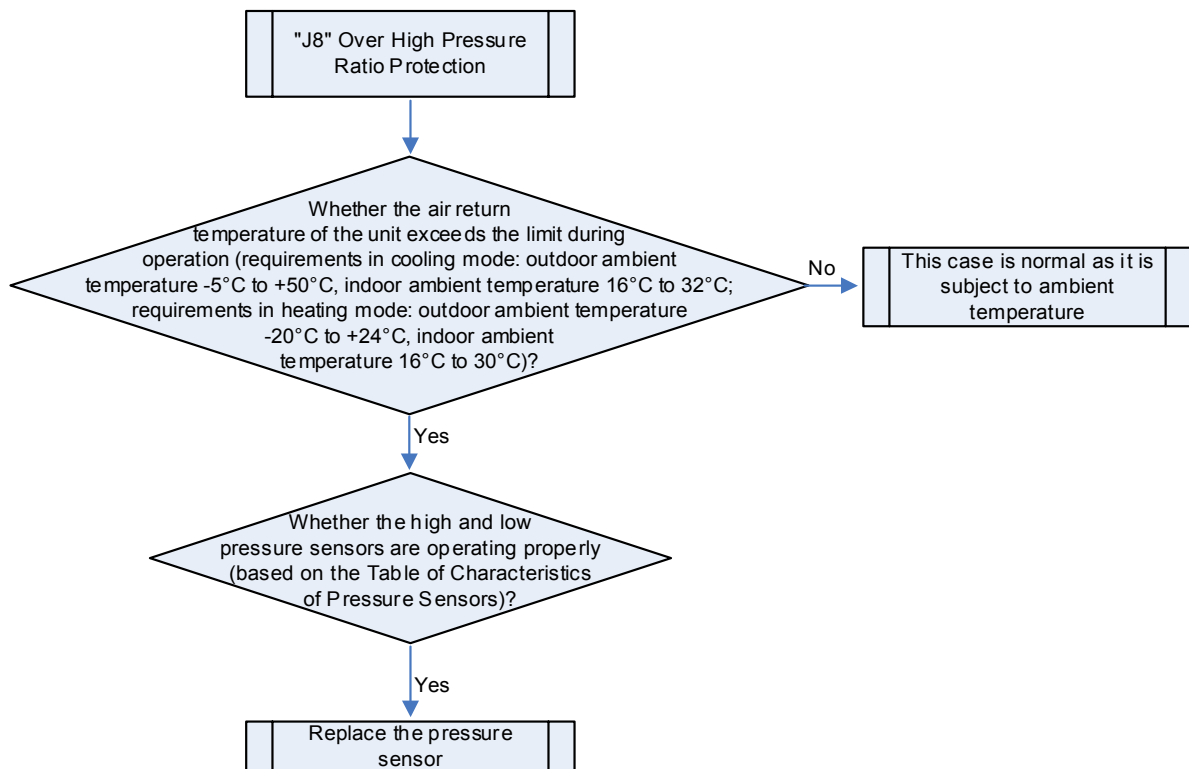 "J8" Over High Pressure
Ratio Protection
Whether the air return
temperature of the unit exceeds the limit during
operation (requirements in cooling mode: outdoor ambient
temperature -5°C to +50°C, indoor ambient temperature 16°C to 32°C;
requirements in heating mode: outdoor ambient temperature
-20°C to +24°C, indoor ambient
temperature 16°C to 30°C)?
No
This case is normal as it is
subject to ambient
temperature
Yes
Whether the high and low
pressure sensors are operating properly
(based on the Table of Characteristics
of Pressure Sensors)?
Yes
Replace the pressure
sensor